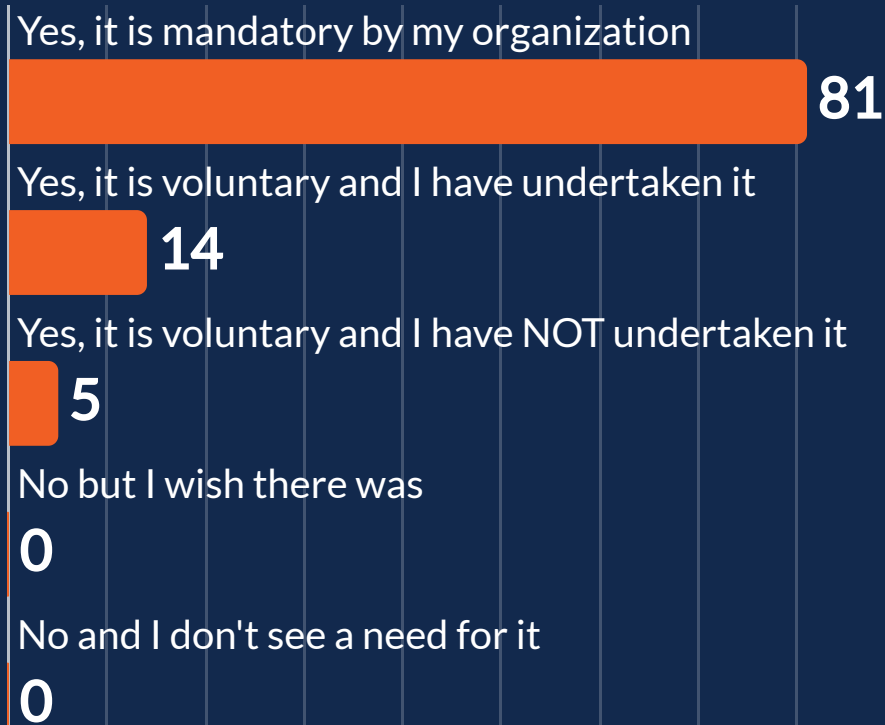 Yes, it is mandatory by my organization
81
Yes, it is voluntary and I have undertaken it
14
Yes, it is voluntary and I have NOT undertaken it
5
No but I wish there was
0
No and I don't see a need for it
0